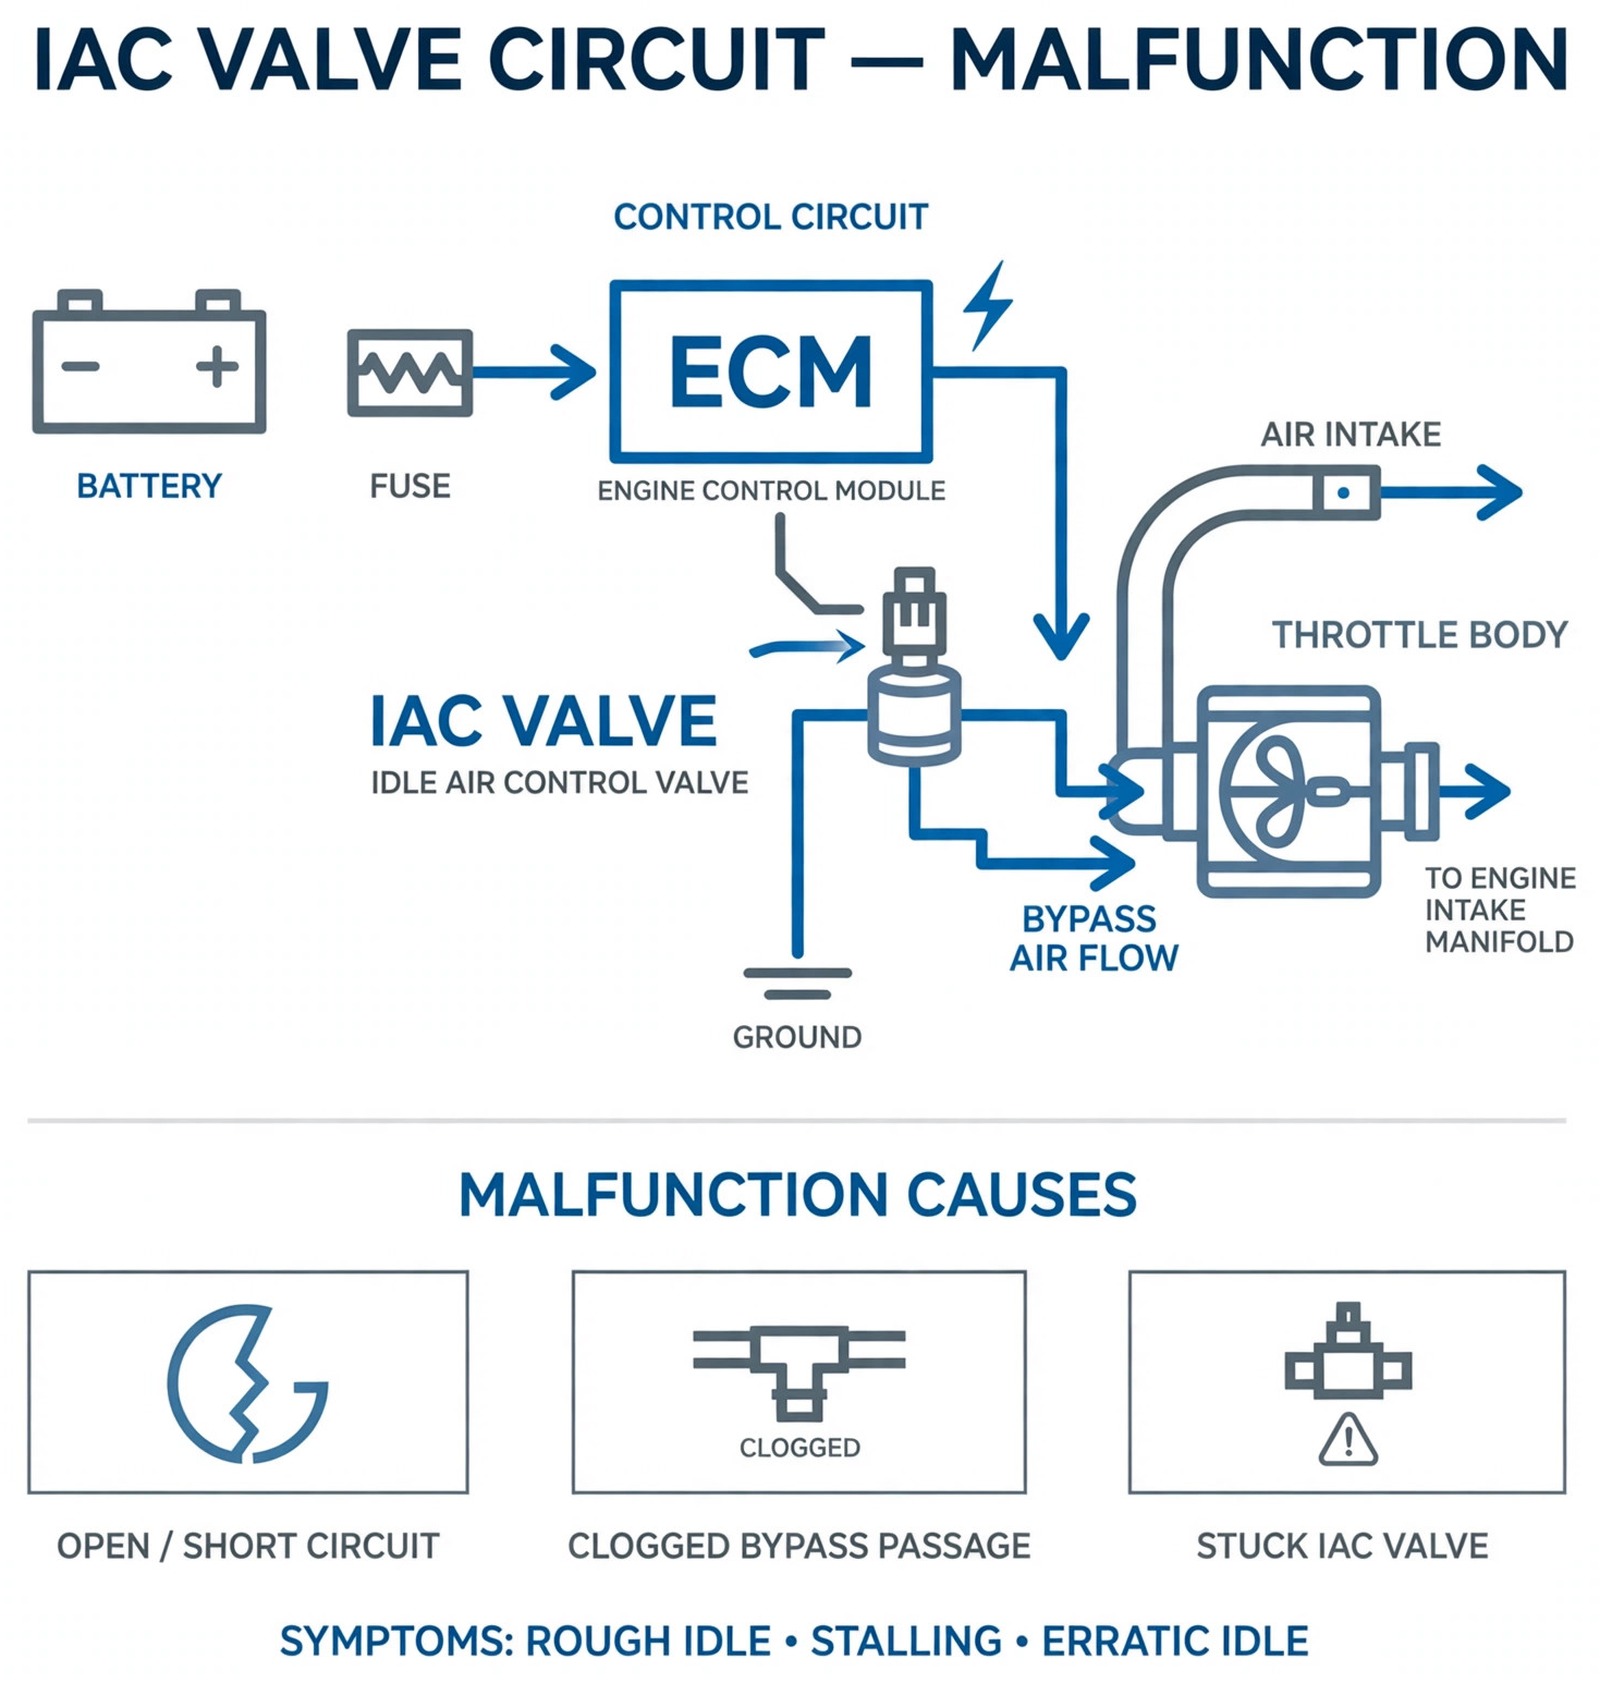 IAC VALVE CIRCUIT — MALFUNCTION
CONTROL CIRCUIT
ECM
BATTERY
FUSE
ENGINE CONTROL MODULE
AIR INTAKE
THROTTLE BODY
IAC VALVE
IDLE AIR CONTROL VALVE
TO ENGINE
INTAKE
MANIFOLD
BYPASS
AIR FLOW
GROUND
MALFUNCTION CAUSES
CLOGGED
OPEN / SHORT CIRCUIT
CLOGGED BYPASS PASSAGE
STUCK IAC VALVE
SYMPTOMS: ROUGH IDLE • STALLING • ERRATIC IDLE